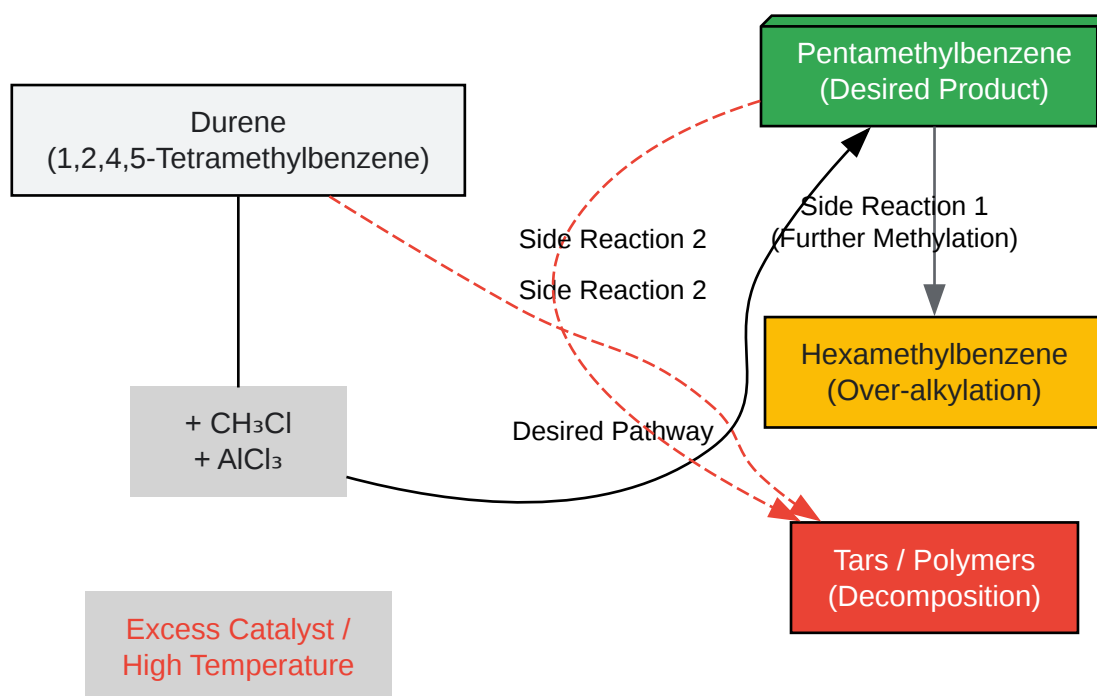 Pentamethylbenzene
(Desired Product)
Durene
(1,2,4,5-Tetramethylbenzene)
Side Reaction 1
(Further Methylation)
Side Reaction 2
Side Reaction 2
Hexamethylbenzene
(Over-alkylation)
+ CH₃Cl
+ AlCl₃
Desired Pathway
Tars / Polymers
(Decomposition)
Excess Catalyst /
High Temperature